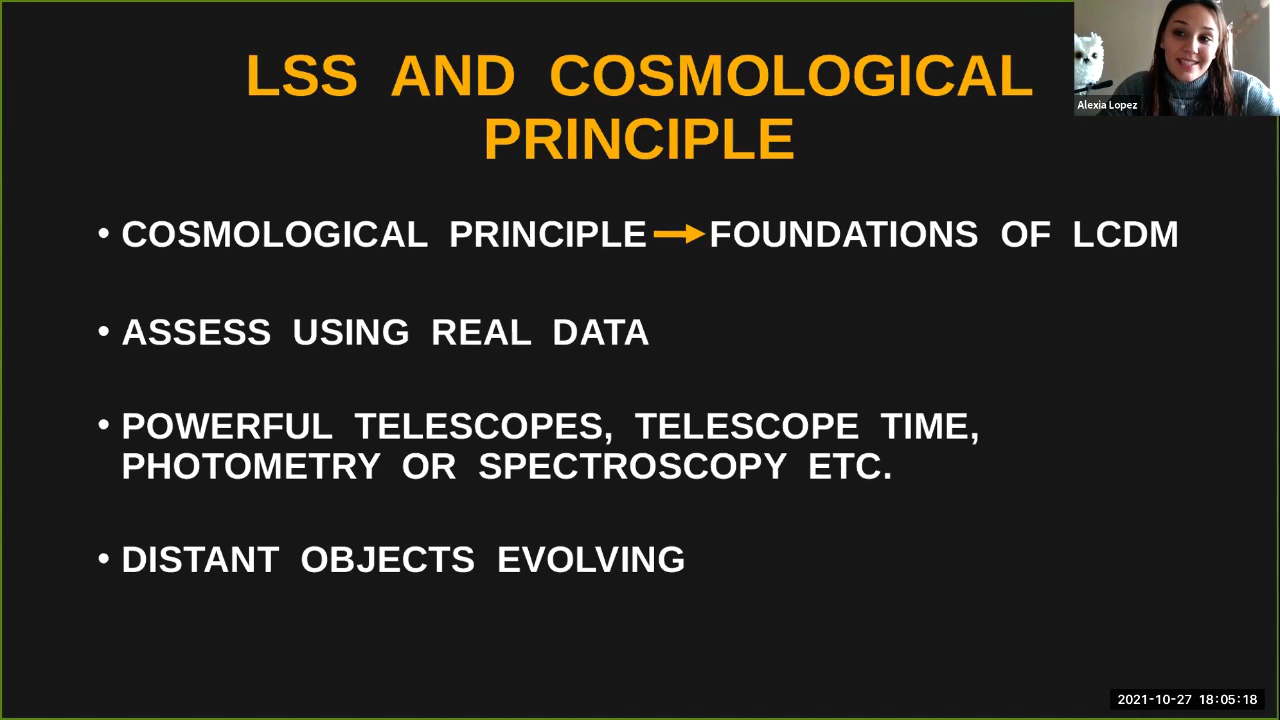 LSS AND COSMOLOGICAL
PRINCIPLE
Alexia Lopez
• COSMOLOGICAL PRINCIPLE → FOUNDATIONS OF LCDM
• ASSESS USING REAL DATA
• POWERFUL TELESCOPES, TELESCOPE TIME,
PHOTOMETRY OR SPECTROSCOPY ETC.
• DISTANT OBJECTS EVOLVING
2021-10-27 18:05:18